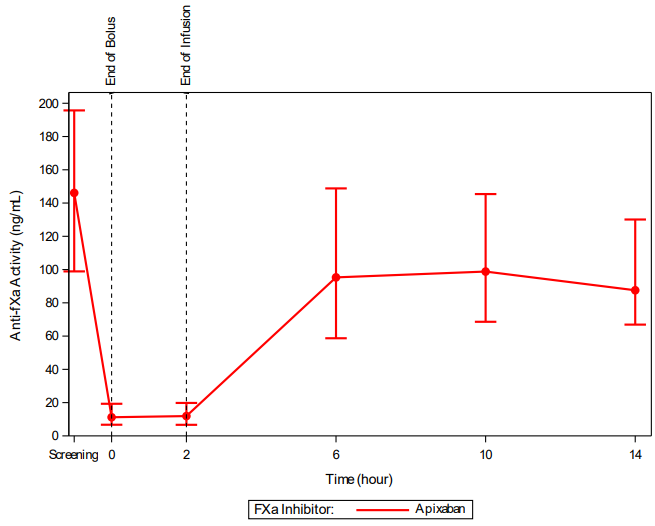 End of Bolus
End of Infusion
Anti-fXa Activity (ng/mL)
200
180
160
140
120
100
80
60
40
20
0
Screening 0 2 6 10 14
Time (hour)
FXa Inhibitor: Apixaban